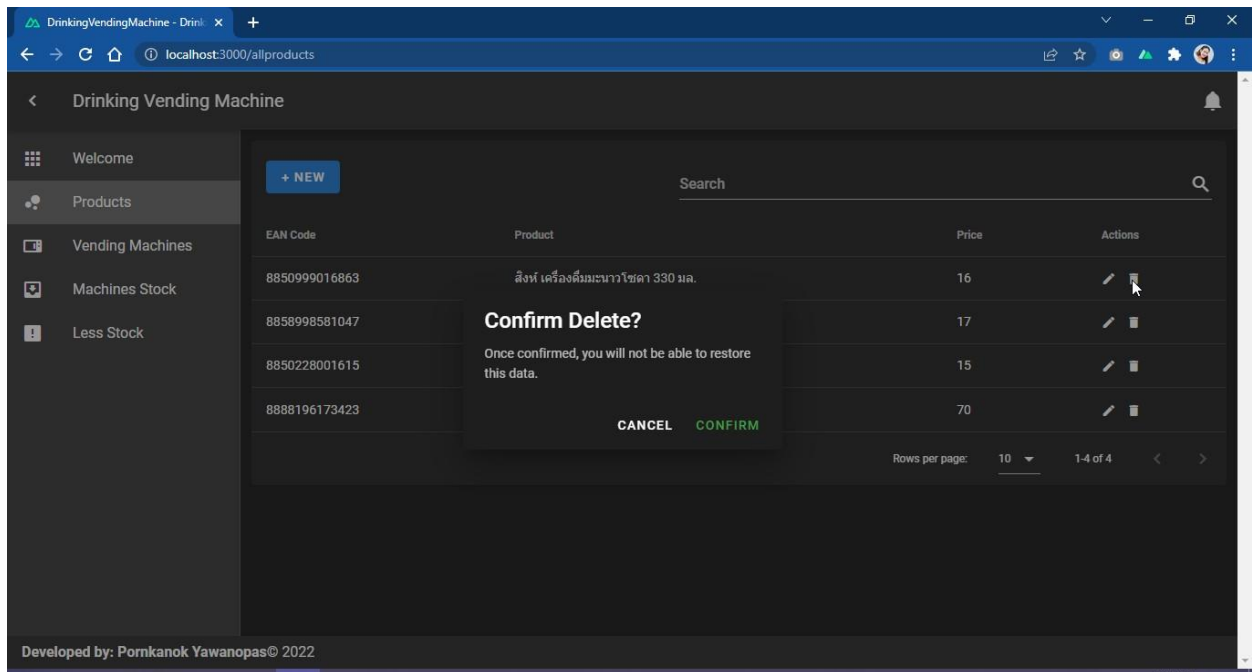 DrinkingVendingMachine - Drink
localhost:3000/allproducts
Drinking Vending Machine
Welcome
Products
Vending Machines
Machines Stock
Less Stock
+ NEW
Search
EAN Code Product Price Actions
8850999016863 สิงห์ เครื่องดื่มมะนาวโซดา 330 มล. 16
8858998581047 17
8850228001615 15
8888196173423 70
Confirm Delete?
Once confirmed, you will not be able to restore
this data.
CANCEL CONFIRM
Rows per page: 10 1-4 of 4
Developed by: Pornkanok Yawanopas© 2022